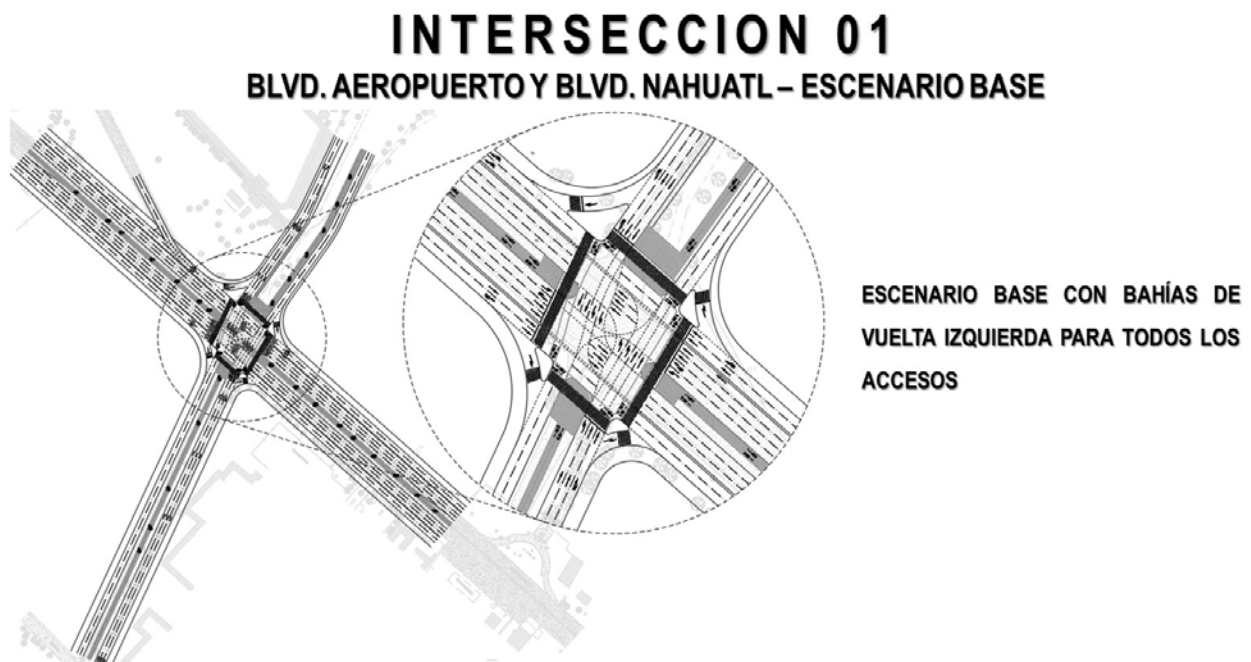 INTERSECCION 01
BLVD. AEROPUERTO Y BLVD. NAHUATL – ESCENARIO BASE
ESCENARIO BASE CON BAHÍAS DE
VUELTA IZQUIERDA PARA TODOS LOS
ACCESOS